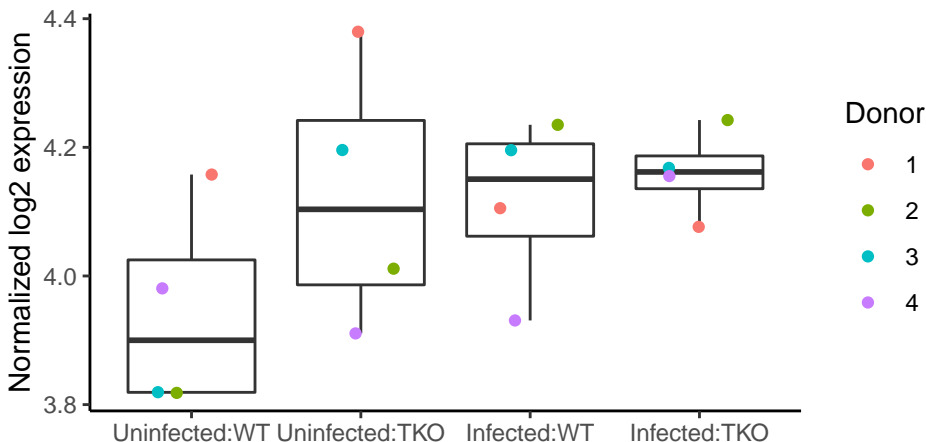 Normalized log2 expression
4.4
4.2
4.0
3.8
Uninfected:WT Uninfected:TKO Infected:WT Infected:TKO
Donor
1
2
3
4